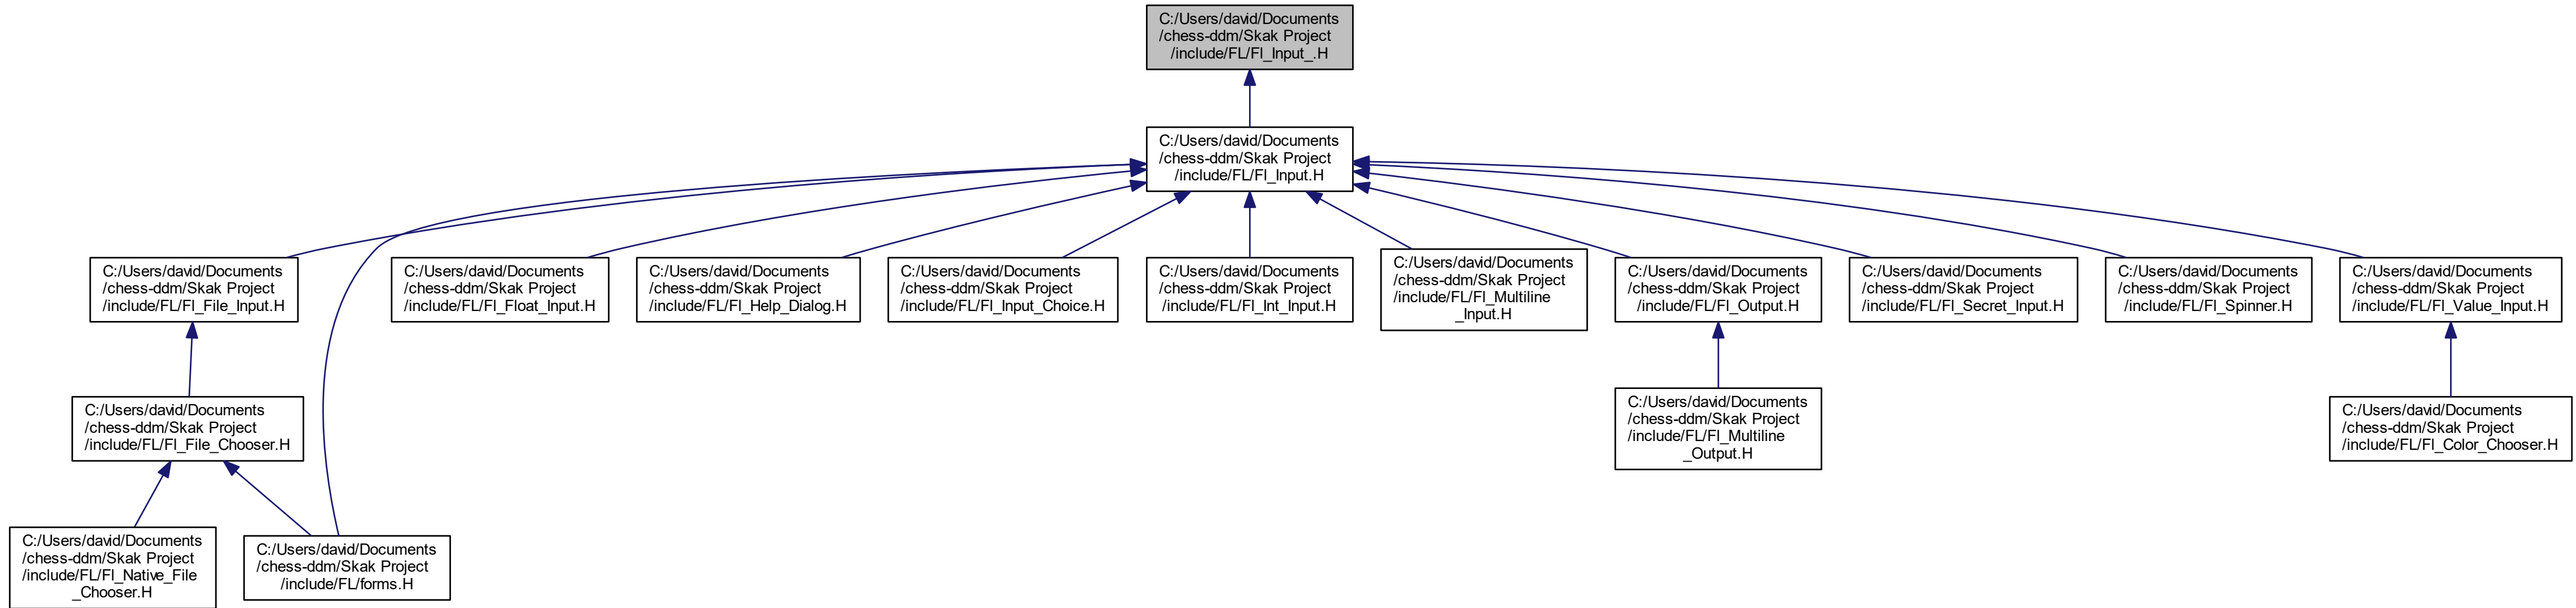 C:/Users/david/Documents
/chess-ddm/Skak Project
/include/FL/Fl_Input_.H
C:/Users/david/Documents
/chess-ddm/Skak Project
/include/FL/Fl_Input.H
C:/Users/david/Documents
/chess-ddm/Skak Project
/include/FL/Fl_File_Input.H
C:/Users/david/Documents
/chess-ddm/Skak Project
/include/FL/Fl_Float_Input.H
C:/Users/david/Documents
/chess-ddm/Skak Project
/include/FL/Fl_Help_Dialog.H
C:/Users/david/Documents
/chess-ddm/Skak Project
/include/FL/Fl_Input_Choice.H
C:/Users/david/Documents
/chess-ddm/Skak Project
/include/FL/Fl_Int_Input.H
C:/Users/david/Documents
/chess-ddm/Skak Project
/include/FL/Fl_Multiline
_Input.H
C:/Users/david/Documents
/chess-ddm/Skak Project
/include/FL/Fl_Output.H
C:/Users/david/Documents
/chess-ddm/Skak Project
/include/FL/Fl_Secret_Input.H
C:/Users/david/Documents
/chess-ddm/Skak Project
/include/FL/Fl_Spinner.H
C:/Users/david/Documents
/chess-ddm/Skak Project
/include/FL/Fl_Value_Input.H
C:/Users/david/Documents
/chess-ddm/Skak Project
/include/FL/Fl_File_Chooser.H
C:/Users/david/Documents
/chess-ddm/Skak Project
/include/FL/Fl_Multiline
_Output.H
C:/Users/david/Documents
/chess-ddm/Skak Project
/include/FL/Fl_Color_Chooser.H
C:/Users/david/Documents
/chess-ddm/Skak Project
/include/FL/Fl_Native_File
_Chooser.H
C:/Users/david/Documents
/chess-ddm/Skak Project
/include/FL/forms.H